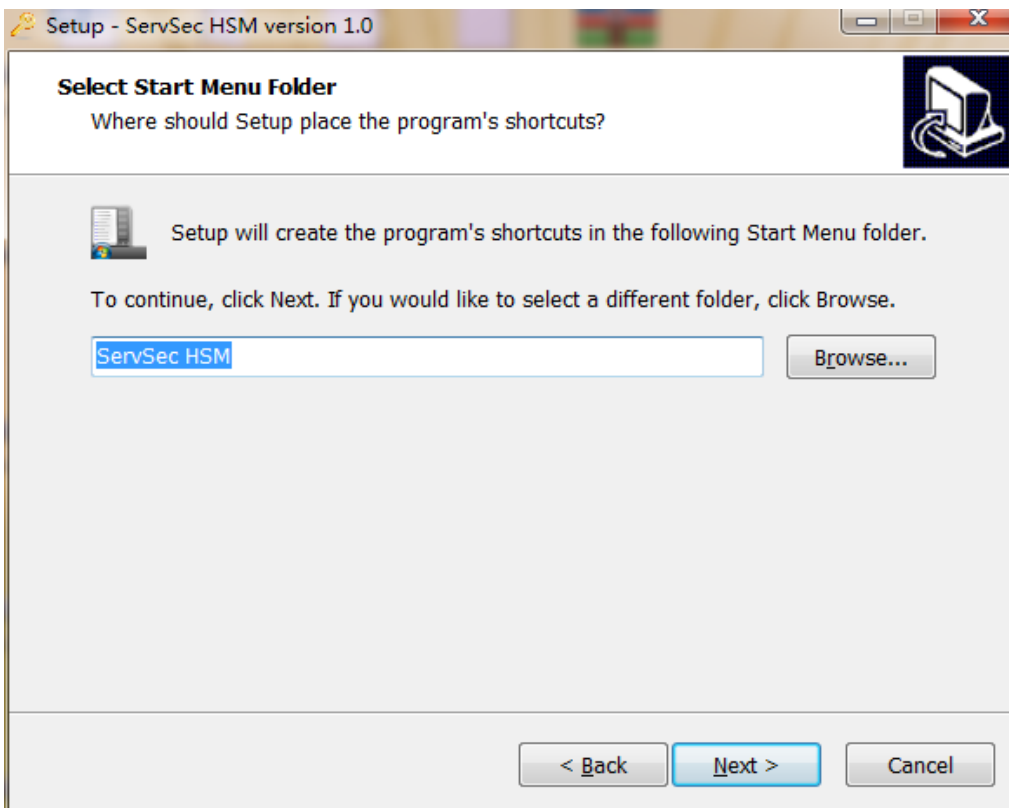 Setup - ServSec HSM version 1.0
Select Start Menu Folder
Where should Setup place the program's shortcuts?
Setup will create the program's shortcuts in the following Start Menu folder.
To continue, click Next. If you would like to select a different folder, click Browse.
ServSec HSM
Browse...
< Back
Next >
Cancel